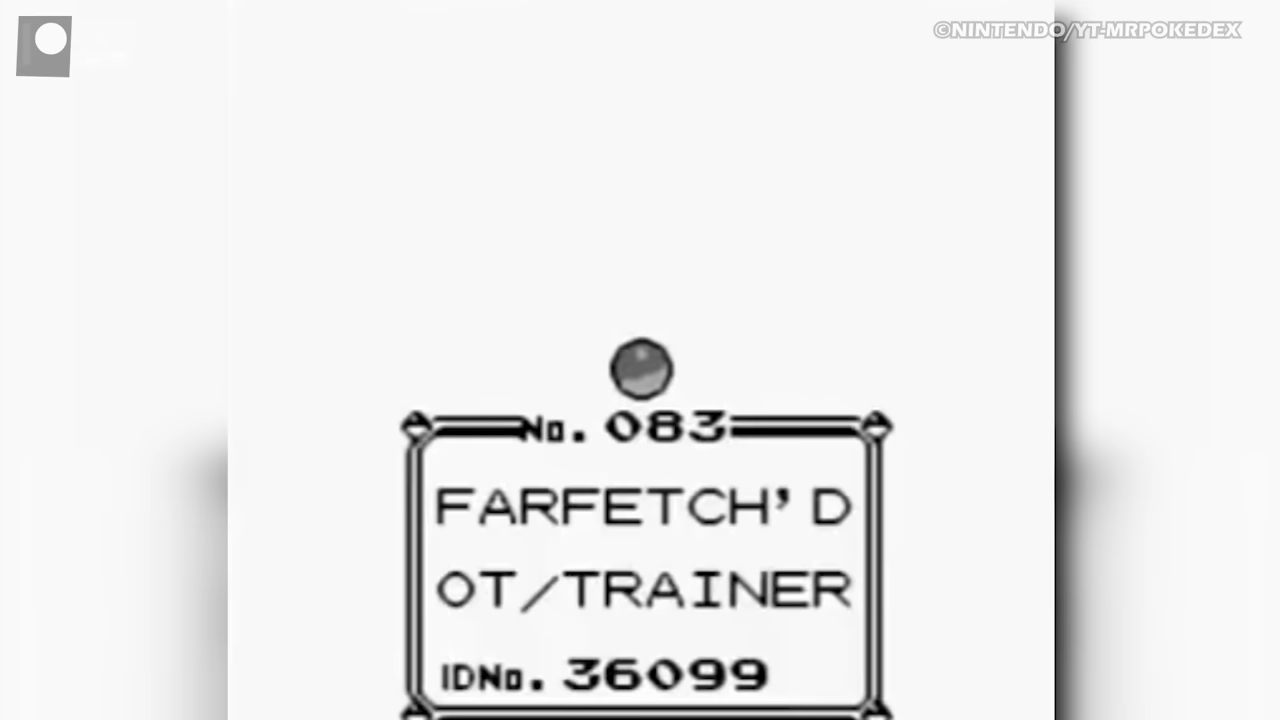 ©NINTENDO/YT-MRPOKEDEX
No. 083
FARFETCH'D
OT/TRAINER
IDNo. 36099